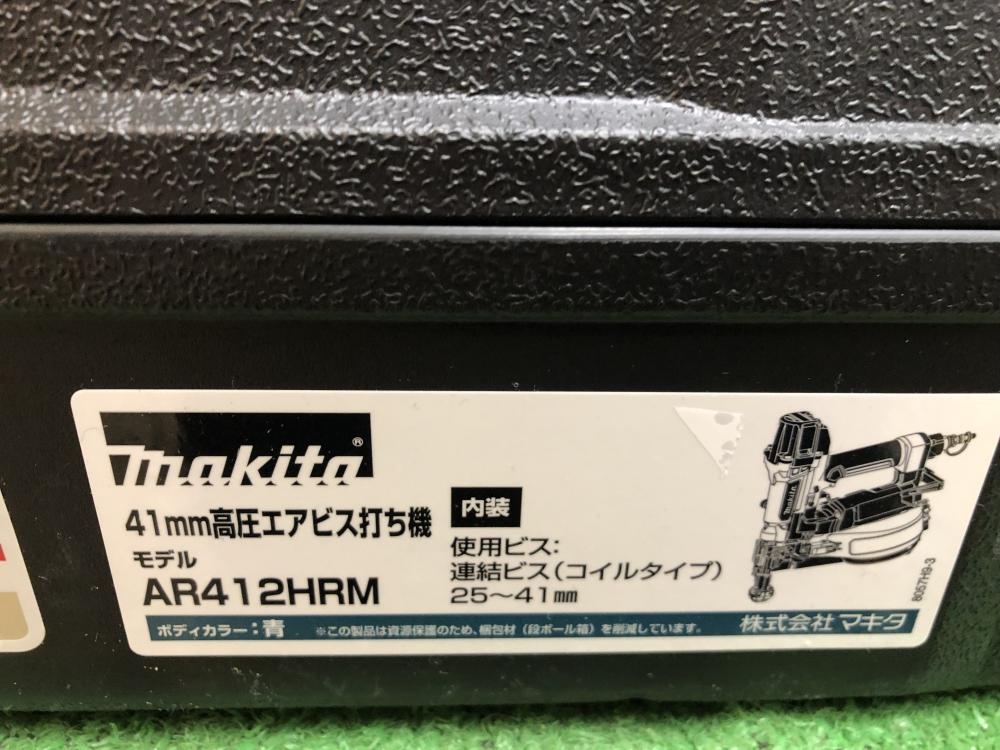 makita®
41mm高圧エアビス打ち機
モデル
AR412HRM
内装
使用ビス:
連結ビス(コイルタイプ)
25〜41mm
makita
8057H9-3
ボディカラー:青 ※この製品は資源保護のため、梱包材(段ボール箱)を削減しています。 株式会社マキタ